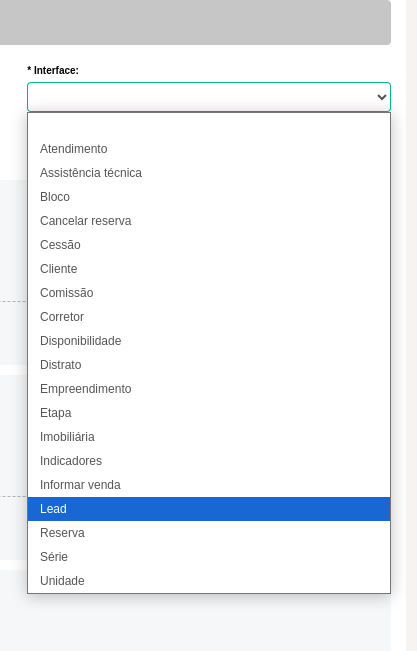 * Interface:
Atendimento
Assistência técnica
Bloco
Cancelar reserva
Cessão
Cliente
Comissão
Corretor
Disponibilidade
Distrato
Empreendimento
Etapa
Imobiliária
Indicadores
Informar venda
Lead
Reserva
Série
Unidade